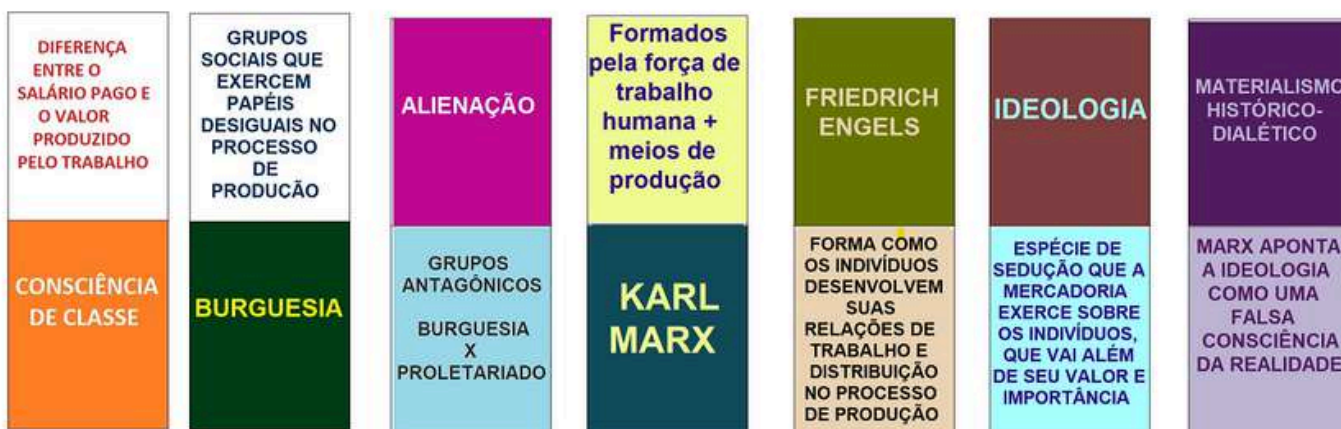 DIFERENÇA
ENTRE O
SALÁRIO PAGO E
O VALOR
PRODUZIDO
PELO TRABALHO
CONSCIÊNCIA
DE CLASSE
GRUPOS
SOCIAIS QUE
EXERCEM
PAPÉIS
DESIGUAIS NO
PROCESSO
DE
PRODUÇÃO
BURGUESIA
ALIENAÇÃO
GRUPOS
ANTAGÔNICOS
BURGUESIA
X
PROLETARIADO
Formados
pela força de
trabalho
humana +
meios de
produção
KARL
MARX
FRIEDRICH
ENGELS
FORMA COMO
OS INDIVÍDUOS
DESENVOLVEM
SUAS
RELAÇÕES DE
TRABALHO E
DISTRIBUIÇÃO
NO PROCESSO
DE PRODUÇÃO
IDEOLOGIA
ESPÉCIE DE
SEDUÇÃO QUE A
MERCADORIA
EXERCE SOBRE
OS INDIVÍDUOS,
QUE VAI ALÉM
DE SEU VALOR E
IMPORTÂNCIA
MATERIALISMO
HISTÓRICO-
DIALÉTICO
MARX APONTA
A IDEOLOGIA
COMO UMA
FALSA
CONSCIÊNCIA
DA REALIDADE